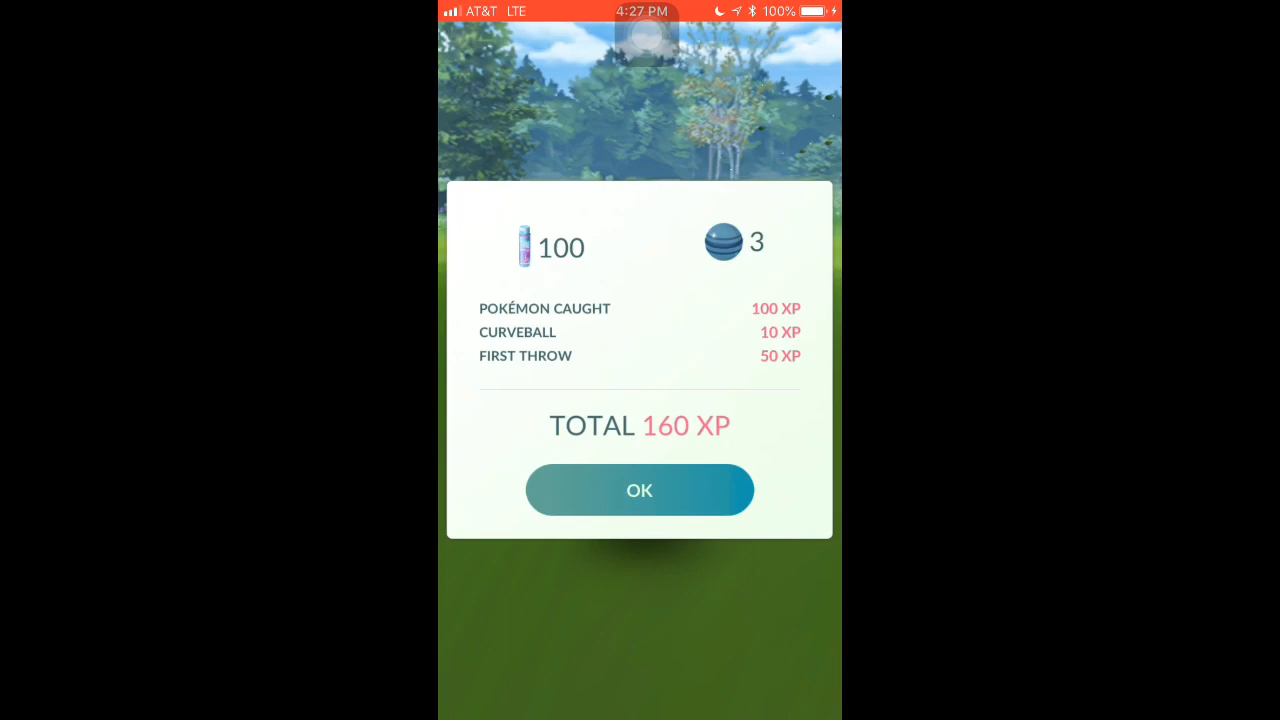 AT&T LTE 4:27 PM 100%
100 3
POKÉMON CAUGHT 100 XP
CURVEBALL 10 XP
FIRST THROW 50 XP
TOTAL 160 XP
OK